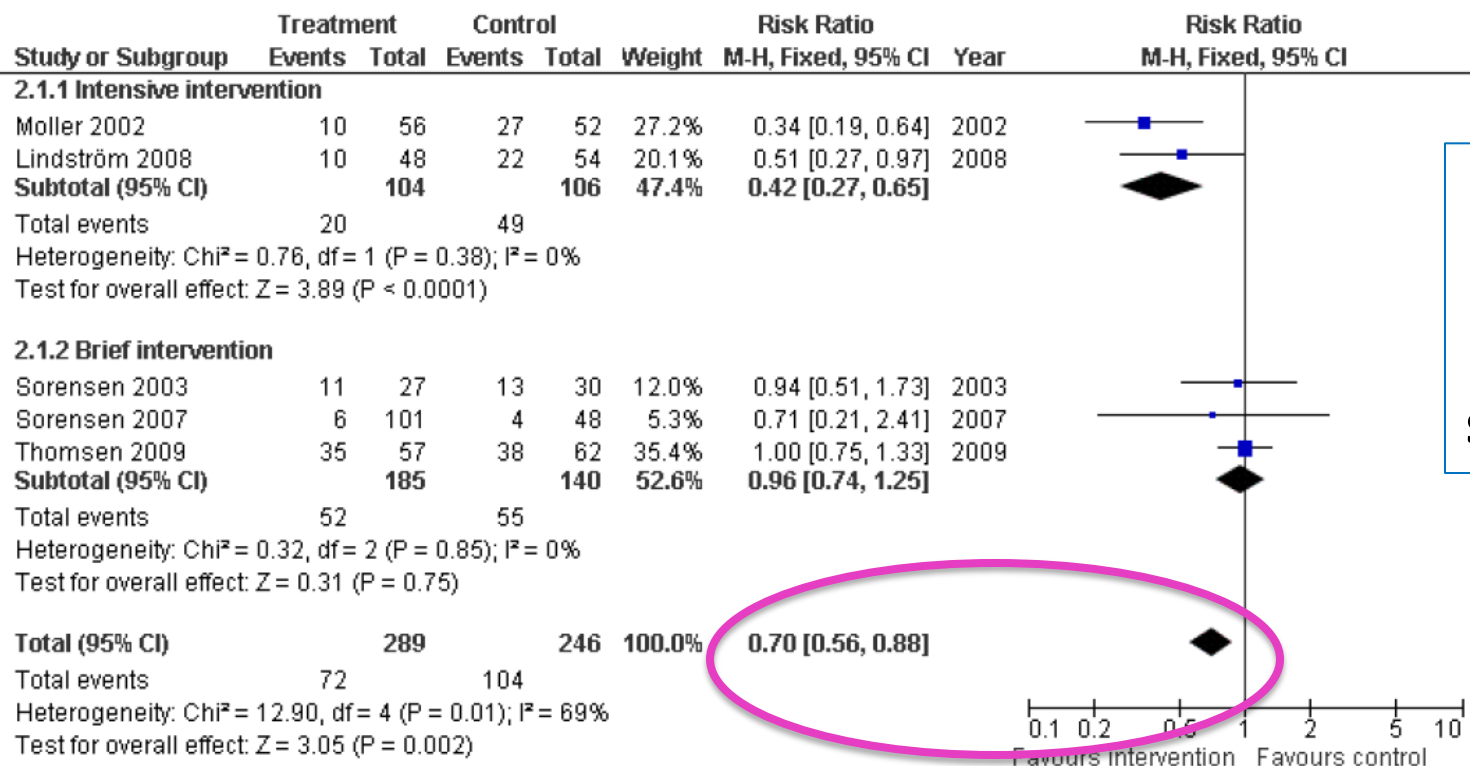 Treatment Control Risk Ratio Risk Ratio
Study or Subgroup Events Total Events Total Weight M-H, Fixed, 95% CI Year M-H, Fixed, 95% CI
2.1.1 Intensive intervention
Moller 2002 10 56 27 52 27.2% 0.34 [0.19, 0.64] 2002
Lindström 2008 10 48 22 54 20.1% 0.51 [0.27, 0.97] 2008
Subtotal (95% CI) 104 106 47.4% 0.42 [0.27, 0.65]
Total events 20 49
Heterogeneity: Chi² = 0.76, df = 1 (P = 0.38); I² = 0%
Test for overall effect: Z = 3.89 (P < 0.0001)
2.1.2 Brief intervention
Sorensen 2003 11 27 13 30 12.0% 0.94 [0.51, 1.73] 2003
Sorensen 2007 6 101 4 48 5.3% 0.71 [0.21, 2.41] 2007
Thomsen 2009 35 57 38 62 35.4% 1.00 [0.75, 1.33] 2009
S
Subtotal (95% CI) 185 140 52.6% 0.96 [0.74, 1.25]
Total events 52 55
Heterogeneity: Chi² = 0.32, df = 2 (P = 0.85); I² = 0%
Test for overall effect: Z = 0.31 (P = 0.75)
Total (95% CI) 289 246 100.0% 0.70 [0.56, 0.88]
Total events 72 104
Heterogeneity: Chi² = 12.90, df = 4 (P = 0.01); I² = 69%
0.1 0.2 0.5 1 2 5 10
Test for overall effect: Z = 3.05 (P = 0.002)
Favours intervention Favours control